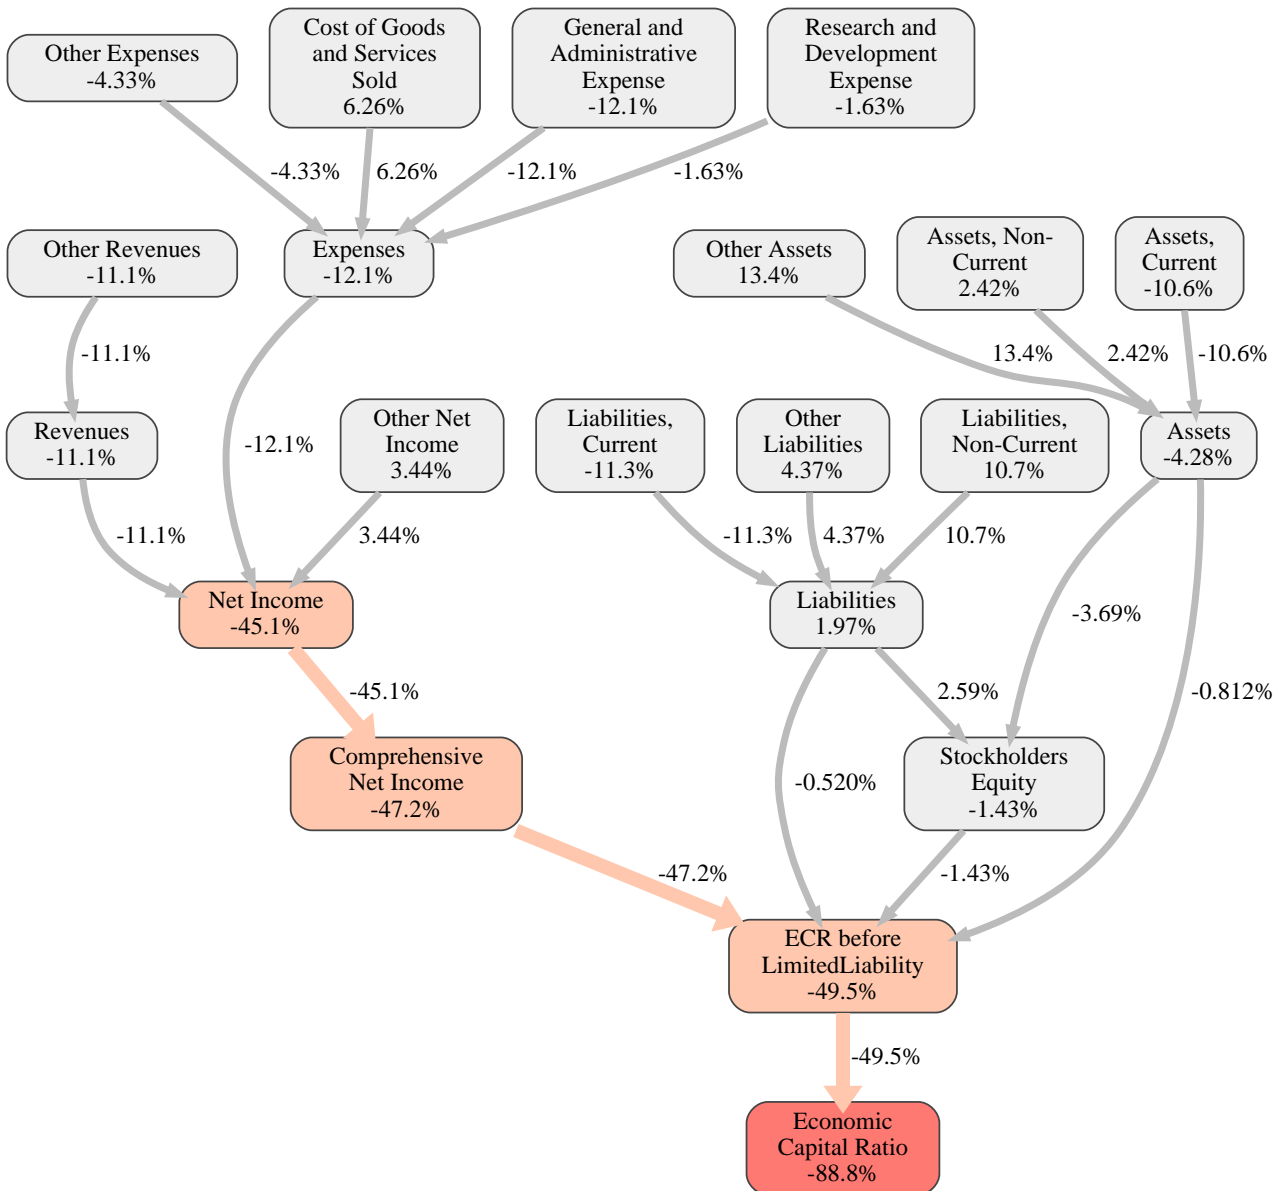 Other Expenses
-4.33%
Cost of Goods
and Services
Sold
6.26%
General and
Administrative
Expense
-12.1%
Research and
Development
Expense
-1.63%
-4.33%
6.26%
-12.1%
-1.63%
Other Revenues
-11.1%
Expenses
-12.1%
Other Assets
13.4%
Assets, Non-
Current
2.42%
Assets,
Current
-10.6%
-11.1%
13.4%
2.42%
-10.6%
Revenues
-11.1%
-12.1%
Other Net
Income
3.44%
Liabilities,
Current
-11.3%
Other
Liabilities
4.37%
Liabilities,
Non-Current
10.7%
Assets
-4.28%
-11.1%
3.44%
-11.3%
4.37%
10.7%
Net Income
-45.1%
Liabilities
1.97%
-3.69%
-45.1%
2.59%
-0.812%
Comprehensive
Net Income
-47.2%
-0.520%
Stockholders
Equity
-1.43%
-47.2%
-1.43%
ECR before
LimitedLiability
-49.5%
-49.5%
Economic
Capital Ratio
-88.8%